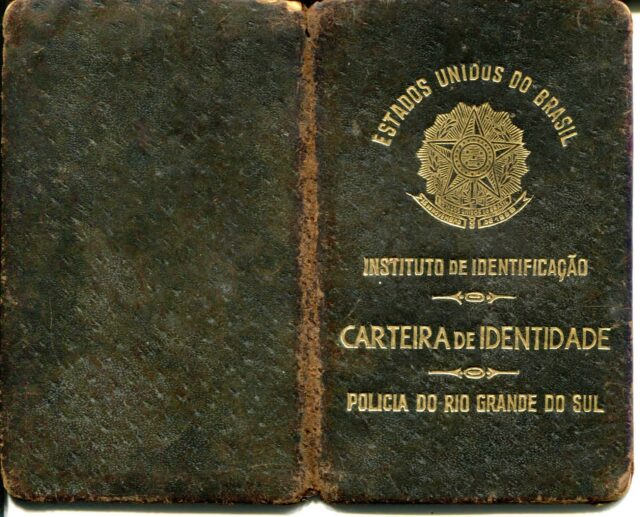 ESTADOS UNIDOS DO BRASIL
INSTITUTO DE IDENTIFICAÇÃO
CARTEIRA DE IDENTIDADE
POLICIA DO RIO GRANDE DO SUL